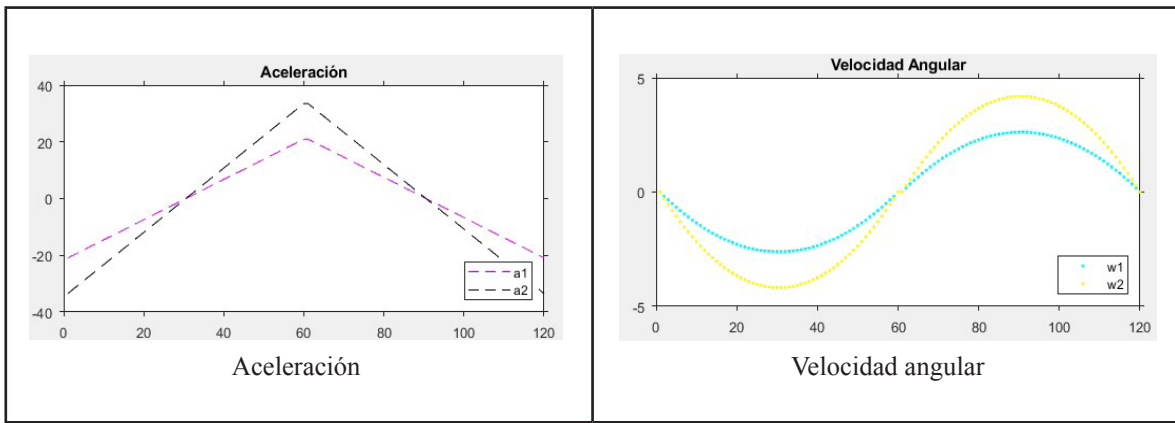 Aceleración
40
20
0
-20
-40
0 20 40 60 80 100 120
a1
a2
Aceleración
Velocidad Angular
5
0
-5
0 20 40 60 80 100 120
w1
w2
Velocidad angular